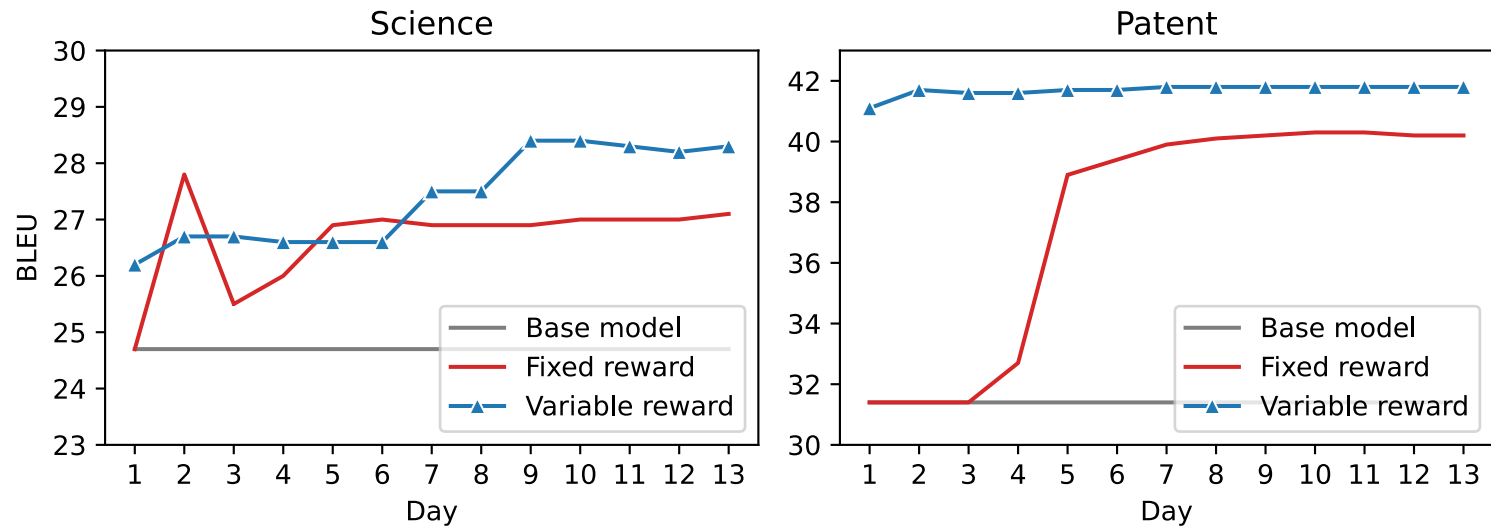 Science
30
29
28
27
26
25
24
23
BLEU
Base model
Fixed reward
Variable reward
1 2 3 4 5 6 7 8 9 10 11 12 13
Day
Patent
42
40
38
36
34
32
30
Base model
Fixed reward
Variable reward
1 2 3 4 5 6 7 8 9 10 11 12 13
Day